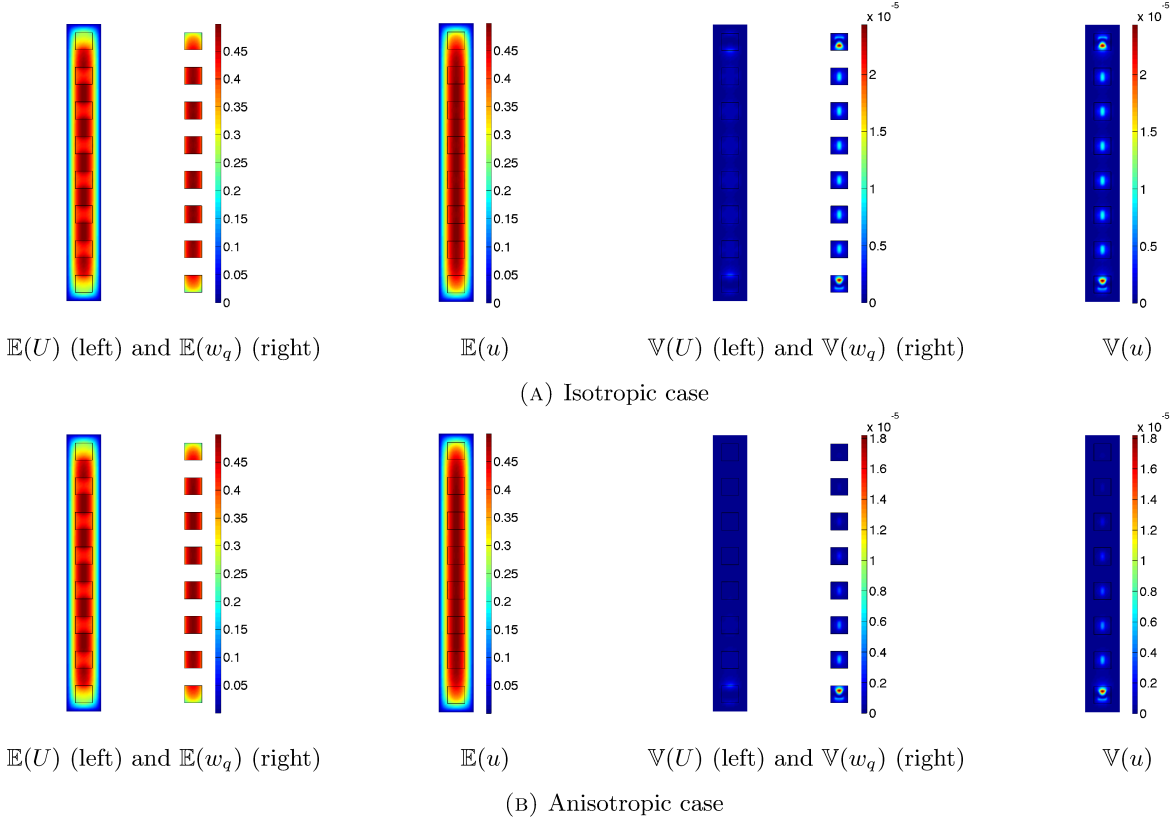 × 10⁻⁵ × 10⁻⁵
0.45 0.45
0.4 0.4 2 2
0.35 0.35
0.3 0.3 1.5 1.5
0.25 0.25
0.2 0.2 1 1
0.15 0.15
0.1 0.1 0.5 0.5
0.05 0.05
0 0 0 0
𝔼(U) (left) and 𝔼(w_q) (right) 𝔼(u) 𝕍(U) (left) and 𝕍(w_q) (right) 𝕍(u)
(A) Isotropic case
x 10⁻⁵ x 10⁻⁵
1.8 1.8
0.45 0.45 1.6 1.6
0.4 0.4 1.4 1.4
0.35 0.35 1.2 1.2
0.3 0.3 1 1
0.25 0.25 0.8 0.8
0.2 0.2 0.6 0.6
0.15 0.15 0.4 0.4
0.1 0.1 0.2 0.2
0.05 0.05 0 0
𝔼(U) (left) and 𝔼(w_q) (right) 𝔼(u) 𝕍(U) (left) and 𝕍(w_q) (right) 𝕍(u)
(B) Anisotropic case